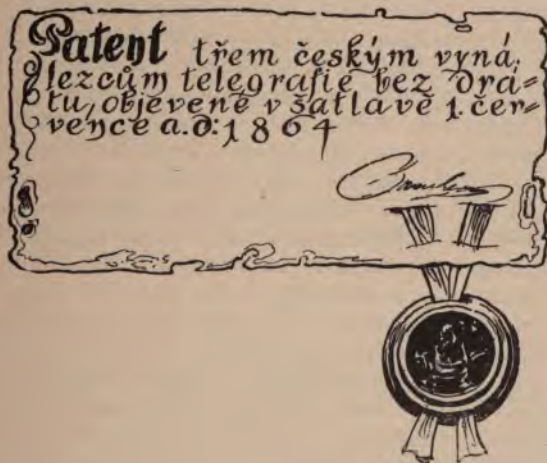 Patent třem českým vyná-
lezcům telegrafie bez drá-
tu, objevené v šatlavě 1. čer-
vence a.d: 1864